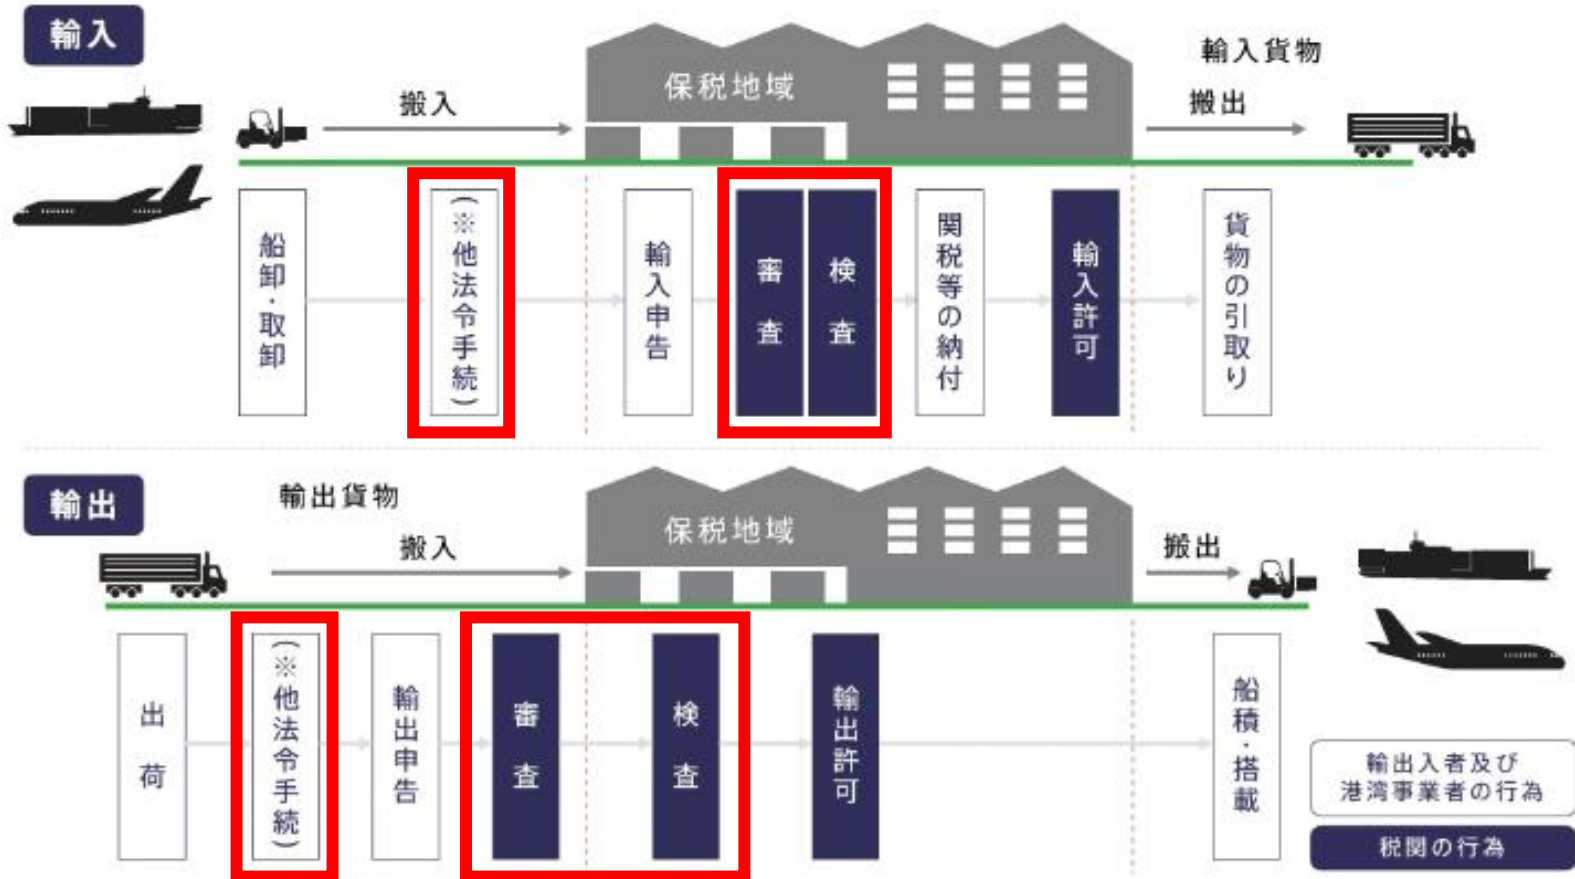 輸入
輸入貨物
搬入
保税地域
搬出
船卸・取卸
(※他法令手続)
輸入申告
審査
検査
関税等の納付
輸入許可
貨物の引取り
輸出
輸出貨物
搬入
保税地域
搬出
出荷
(※他法令手続)
輸出申告
審査
検査
輸出許可
船積・搭載
輸出入者及び
港湾事業者の行為
税関の行為